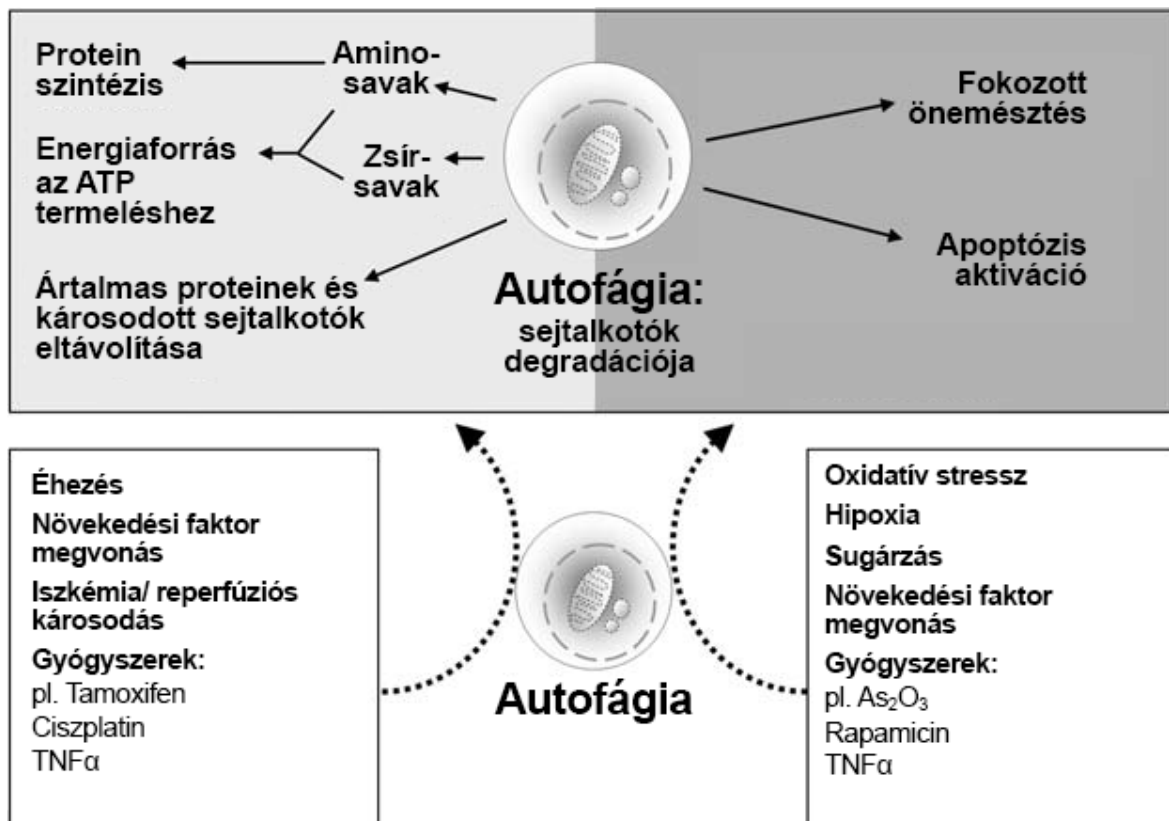 Protein
szintézis
Amino-
savak
Energiaforrás
az ATP
termeléshez
Zsír-
savak
Ártalmas proteinek és
károsodott sejtalkotók
eltávolítása
Autofágia:
sejtalkotók
degradációja
Fokozott
önemésztés
Apoptózis
aktiváció
Éhezés
Növekedési faktor
megvonás
Iszkémia/ reperfúziós
károsodás
Gyógyszerek:
pl. Tamoxifen
Ciszplatin
TNFα
Autofágia
Oxidatív stressz
Hipoxia
Sugárzás
Növekedési faktor
megvonás
Gyógyszerek:
pl. As₂O₃
Rapamicin
TNFα